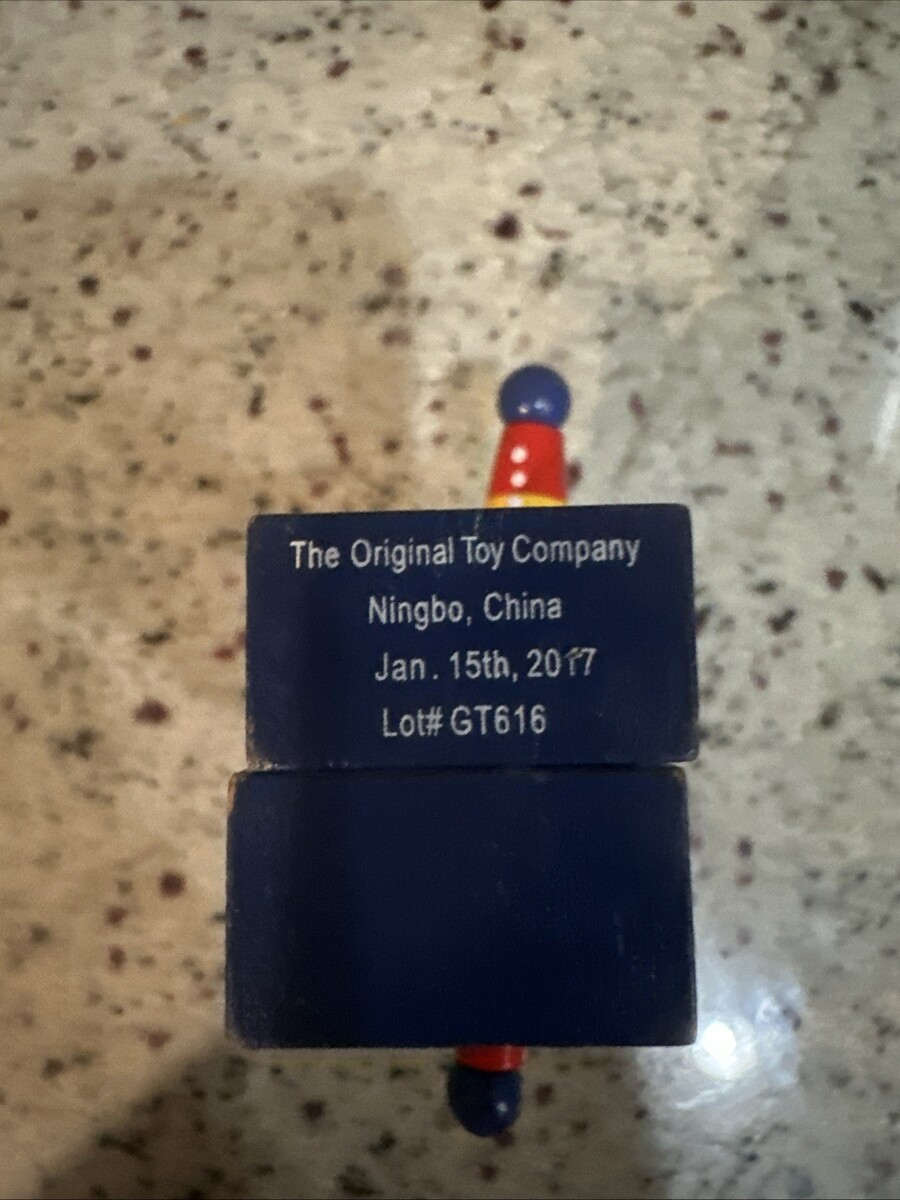 The Original Toy Company
Ningbo, China
Jan. 15th, 2017
Lot# GT616